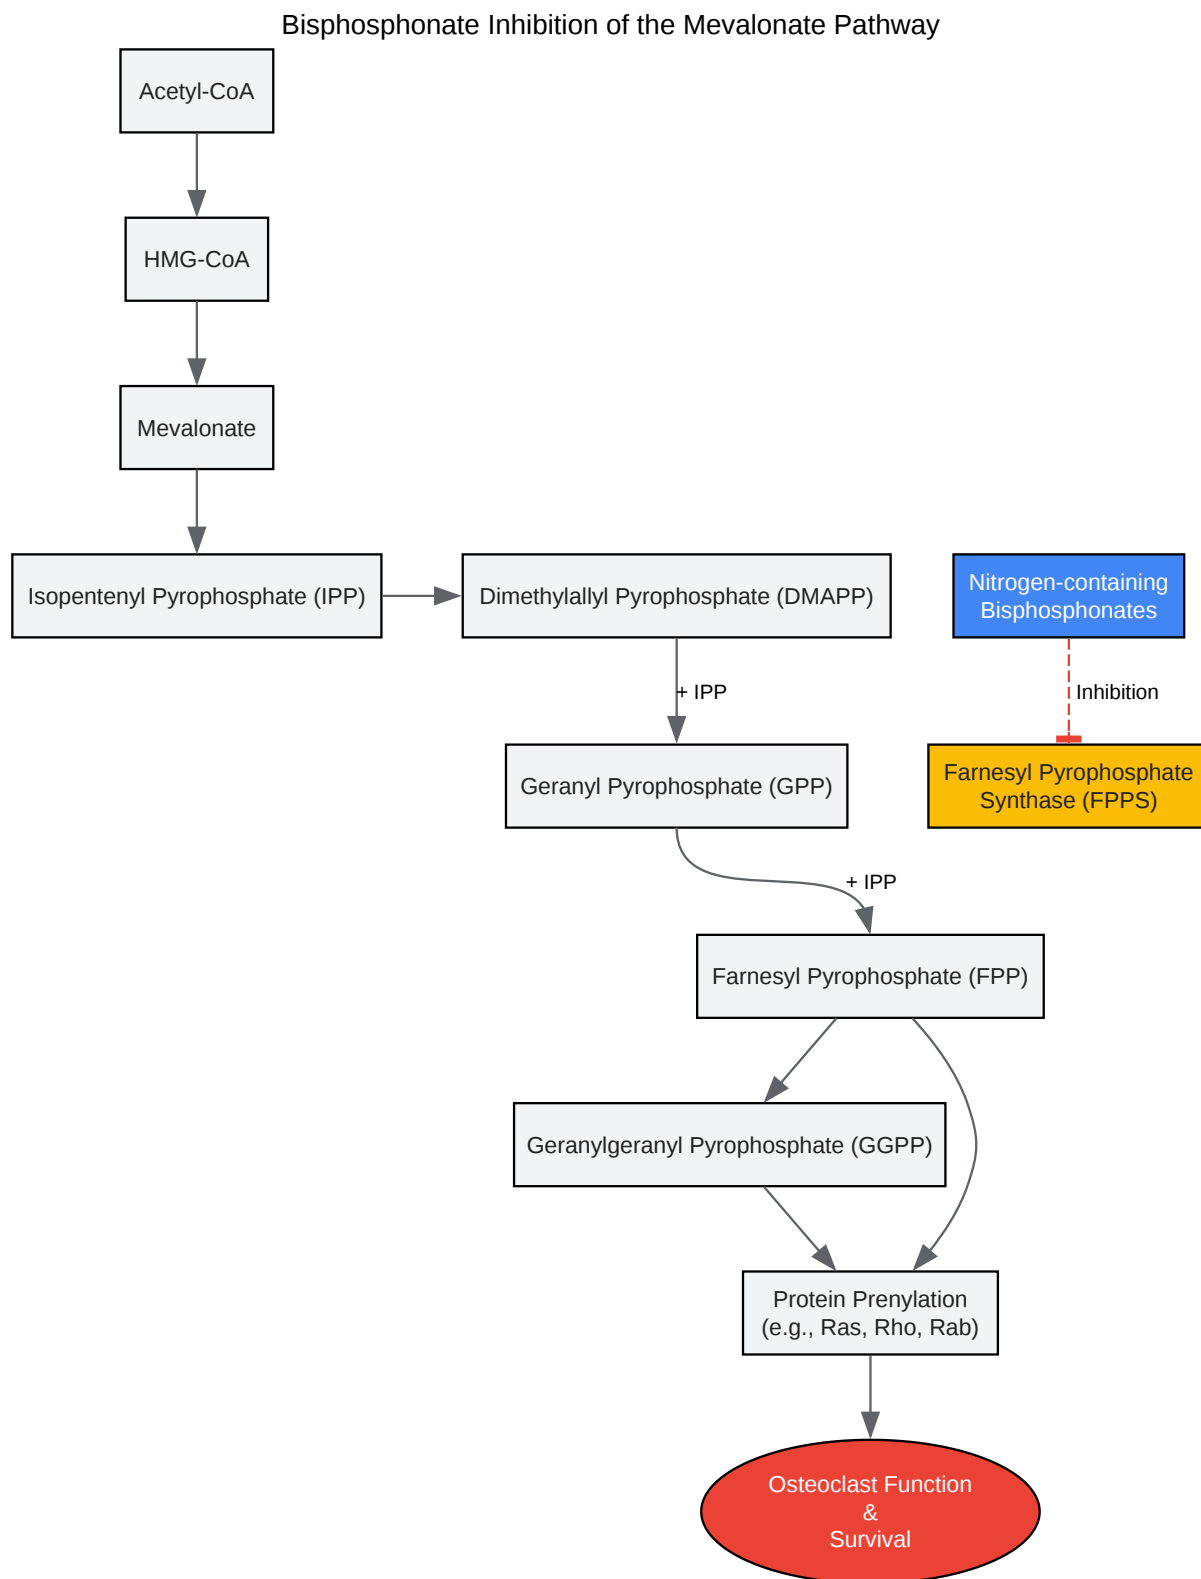 Bisphosphonate Inhibition of the Mevalonate Pathway
Acetyl-CoA
HMG-CoA
Mevalonate
Isopentenyl Pyrophosphate (IPP)
Dimethylallyl Pyrophosphate (DMAPP)
Nitrogen-containing
Bisphosphonates
+ IPP
Inhibition
Geranyl Pyrophosphate (GPP)
Farnesyl Pyrophosphate
Synthase (FPPS)
+ IPP
Farnesyl Pyrophosphate (FPP)
Geranylgeranyl Pyrophosphate (GGPP)
Protein Prenylation
(e.g., Ras, Rho, Rab)
Osteoclast Function
&
Survival